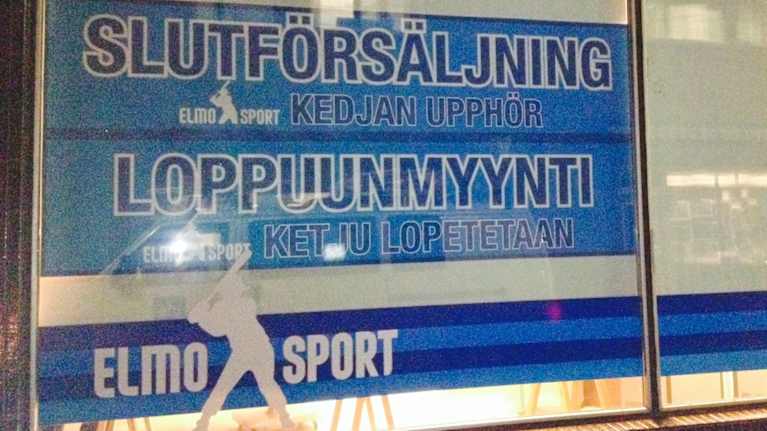 SLUTFÖRSÄLJNING
ELMO SPORT KEDJAN UPPHÖR
LOPPUUNMYYNTI
ELMO SPORT KETJU LOPETETAAN
ELMO SPORT